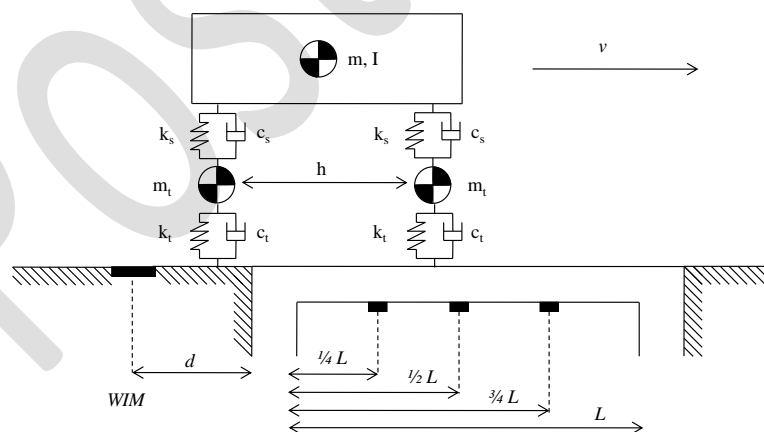 m, I
v
k_s c_s k_s c_s
m_t h m_t
k_t c_t k_t c_t
d
WIM
¼ L
½ L
¾ L
L